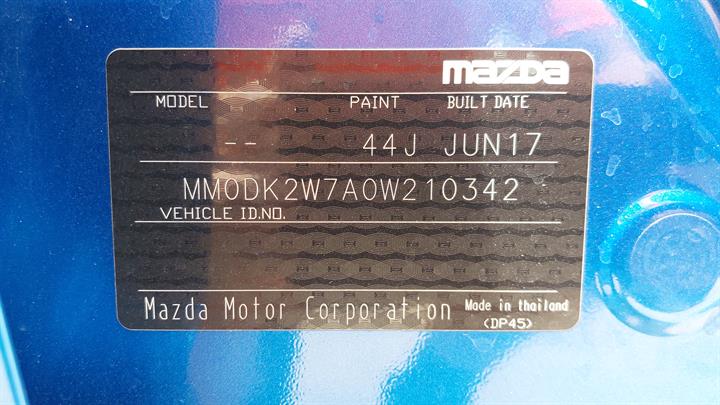 mazda
MODEL PAINT BUILT DATE
-- 44J JUN17
MM0DK2W7A0W210342
VEHICLE ID.NO.
Mazda Motor Corporation Made in thailand
(DP45)